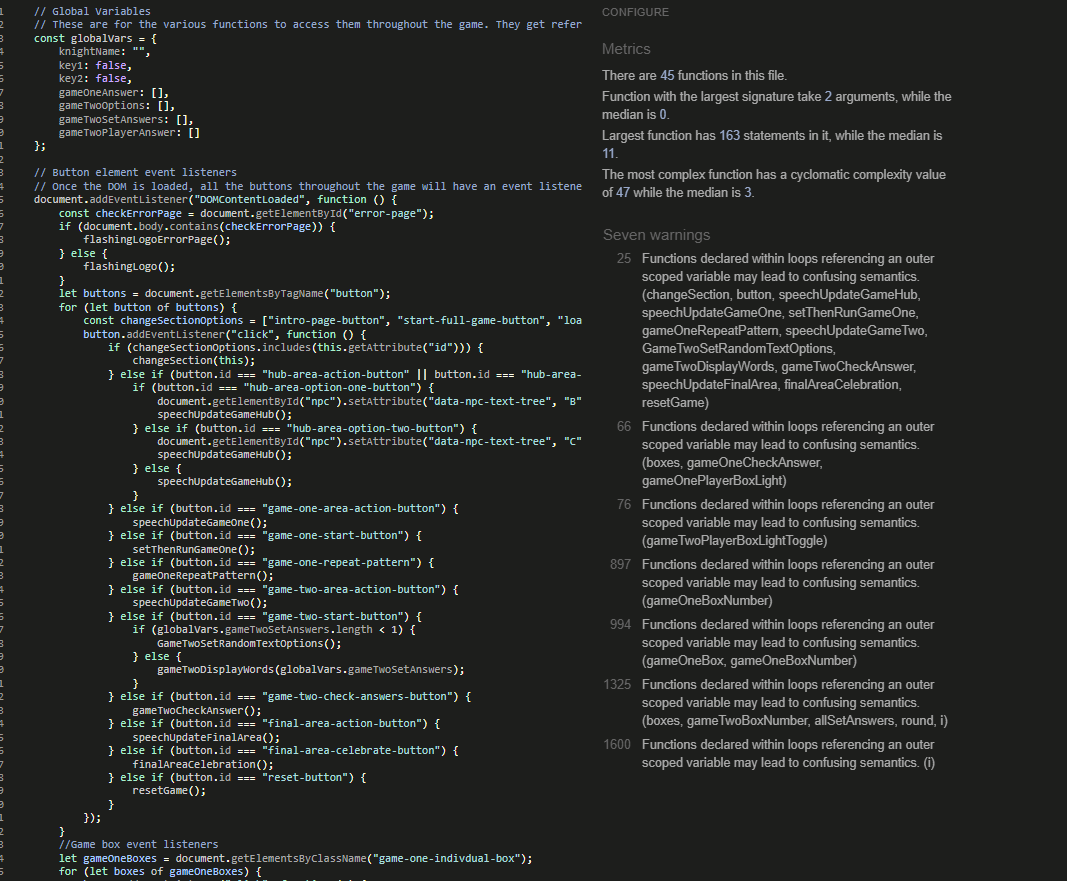 1 // Global Variables
2 // These are for the various functions to access them throughout the game. They get refer
3 const globalVars = {
4 knightName: "",
5 key1: false,
6 key2: false,
7 gameOneAnswer: [],
8 gameTwoOptions: [],
9 gameTwoSetAnswers: [],
0 gameTwoPlayerAnswer: []
1 };
2
3 // Button element event listeners
4 // Once the DOM is loaded, all the buttons throughout the game will have an event listene
5 document.addEventListener("DOMContentLoaded", function () {
6 const checkErrorPage = document.getElementById("error-page");
7 if (document.body.contains(checkErrorPage)) {
8 flashingLogoErrorPage();
9 } else {
0 flashingLogo();
1 }
2 let buttons = document.getElementsByTagName("button");
3 for (let button of buttons) {
4 const changeSectionOptions = ["intro-page-button", "start-full-game-button", "loa
5 button.addEventListener("click", function () {
6 if (changeSectionOptions.includes(this.getAttribute("id"))) {
7 changeSection(this);
8 } else if (button.id === "hub-area-action-button" || button.id === "hub-area-
9 if (button.id === "hub-area-option-one-button") {
0 document.getElementById("npc").setAttribute("data-npc-text-tree", "B"
1 speechUpdateGameHub();
2 } else if (button.id === "hub-area-option-two-button") {
3 document.getElementById("npc").setAttribute("data-npc-text-tree", "C"
4 speechUpdateGameHub();
5 } else {
6 speechUpdateGameHub();
7 }
8 } else if (button.id === "game-one-area-action-button") {
9 speechUpdateGameOne();
0 } else if (button.id === "game-one-start-button") {
1 setThenRunGameOne();
2 } else if (button.id === "game-one-repeat-pattern") {
3 gameOneRepeatPattern();
4 } else if (button.id === "game-two-area-action-button") {
5 speechUpdateGameTwo();
6 } else if (button.id === "game-two-start-button") {
7 if (globalVars.gameTwoSetAnswers.length < 1) {
8 GameTwoSetRandomTextOptions();
9 } else {
0 gameTwoDisplayWords(globalVars.gameTwoSetAnswers);
1 }
2 } else if (button.id === "game-two-check-answers-button") {
3 gameTwoCheckAnswer();
4 } else if (button.id === "final-area-action-button") {
5 speechUpdateFinalArea();
6 } else if (button.id === "final-area-celebrate-button") {
7 finalAreaCelebration();
8 } else if (button.id === "reset-button") {
9 resetGame();
0 }
1 });
2 }
3 //Game box event listeners
4 let gameOneBoxes = document.getElementsByClassName("game-one-indivdual-box");
5 for (let boxes of gameOneBoxes) {
CONFIGURE
Metrics
There are 45 functions in this file.
Function with the largest signature take 2 arguments, while the
median is 0.
Largest function has 163 statements in it, while the median is
11.
The most complex function has a cyclomatic complexity value
of 47 while the median is 3.
Seven warnings
25 Functions declared within loops referencing an outer
scoped variable may lead to confusing semantics.
(changeSection, button, speechUpdateGameHub,
speechUpdateGameOne, setThenRunGameOne,
gameOneRepeatPattern, speechUpdateGameTwo,
GameTwoSetRandomTextOptions,
gameTwoDisplayWords, gameTwoCheckAnswer,
speechUpdateFinalArea, finalAreaCelebration,
resetGame)
66 Functions declared within loops referencing an outer
scoped variable may lead to confusing semantics.
(boxes, gameOneCheckAnswer,
gameOnePlayerBoxLight)
76 Functions declared within loops referencing an outer
scoped variable may lead to confusing semantics.
(gameTwoPlayerBoxLightToggle)
897 Functions declared within loops referencing an outer
scoped variable may lead to confusing semantics.
(gameOneBoxNumber)
994 Functions declared within loops referencing an outer
scoped variable may lead to confusing semantics.
(gameOneBox, gameOneBoxNumber)
1325 Functions declared within loops referencing an outer
scoped variable may lead to confusing semantics.
(boxes, gameTwoBoxNumber, allSetAnswers, round, i)
1600 Functions declared within loops referencing an outer
scoped variable may lead to confusing semantics. (i)